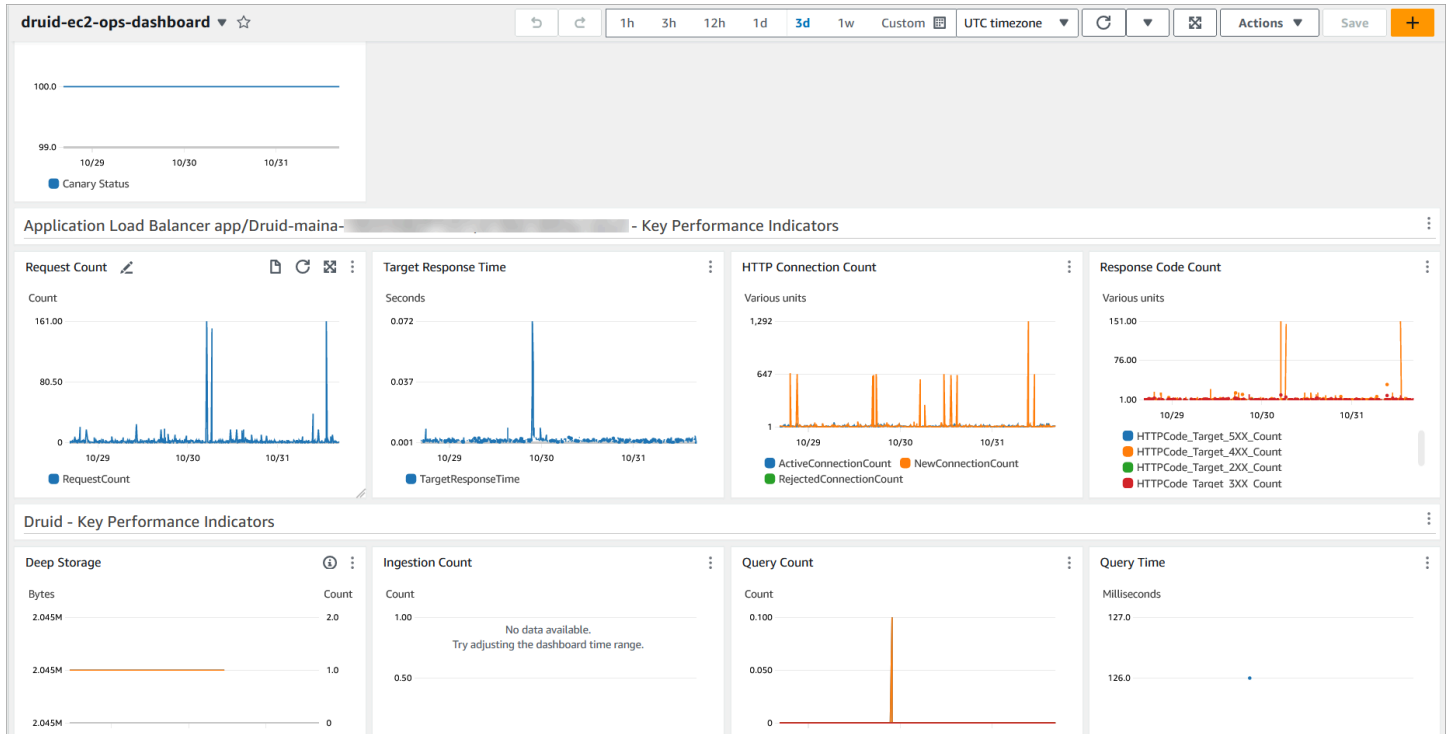 druid-ec2-ops-dashboard
1h 3h 12h 1d 3d 1w Custom UTC timezone Actions Save +
100.0
99.0
10/29 10/30 10/31
Canary Status
Application Load Balancer app/Druid-maina- - Key Performance Indicators
Request Count
Count
161.00
80.50
0
10/29 10/30 10/31
RequestCount
Target Response Time
Seconds
0.072
0.037
0.001
10/29 10/30 10/31
TargetResponseTime
HTTP Connection Count
Various units
1,292
647
1
10/29 10/30 10/31
ActiveConnectionCount NewConnectionCount
RejectedConnectionCount
Response Code Count
Various units
151.00
76.00
1.00
10/29 10/30 10/31
HTTPCode_Target_5XX_Count
HTTPCode_Target_4XX_Count
HTTPCode_Target_2XX_Count
HTTPCode_Target_3XX_Count
Druid - Key Performance Indicators
Deep Storage
Bytes Count
2.045M 2.0
2.045M 1.0
2.045M 0
Ingestion Count
Count
1.00
No data available.
Try adjusting the dashboard time range.
0.50
Query Count
Count
0.100
0.050
0
Query Time
Milliseconds
127.0
126.0